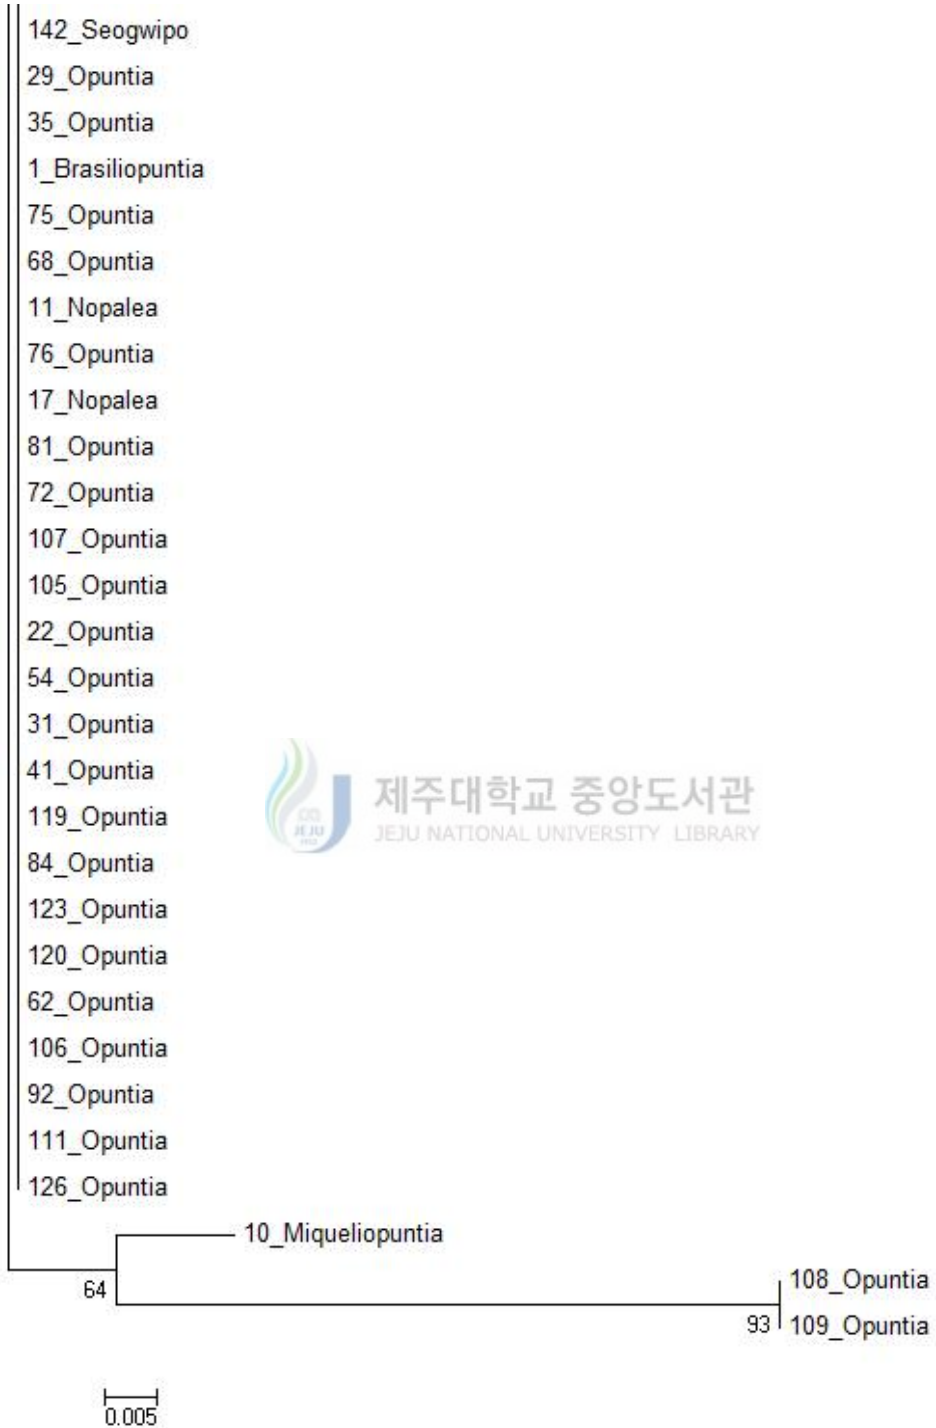 142_Seogwipo
29_Opuntia
35_Opuntia
1_Brasiliopuntia
75_Opuntia
68_Opuntia
11_Nopalea
76_Opuntia
17_Nopalea
81_Opuntia
72_Opuntia
107_Opuntia
105_Opuntia
22_Opuntia
54_Opuntia
31_Opuntia
41_Opuntia
119_Opuntia
84_Opuntia
123_Opuntia
120_Opuntia
62_Opuntia
106_Opuntia
92_Opuntia
111_Opuntia
126_Opuntia
제주대학교 중앙도서관
JEJU NATIONAL UNIVERSITY LIBRARY
JEJU
1952
10_Miqueliopuntia
64
108_Opuntia
93
109_Opuntia
0.005